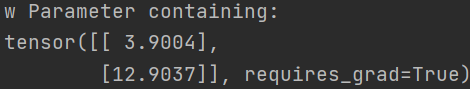 w Parameter containing:
tensor([[ 3.9004],
        [12.9037]], requires_grad=True)